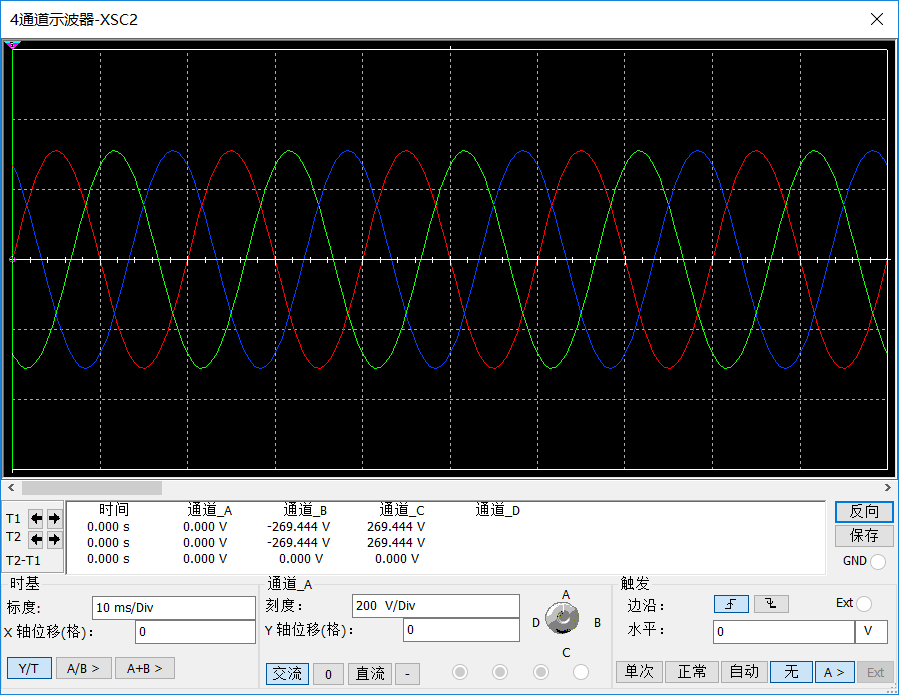 4通道示波器-XSC2
时间 通道_A 通道_B 通道_C 通道_D
T1 0.000 s 0.000 V -269.444 V 269.444 V
T2 0.000 s 0.000 V -269.444 V 269.444 V
T2-T1 0.000 s 0.000 V 0.000 V 0.000 V
反向
保存
GND
时基
标度: 10 ms/Div
X 轴位移(格): 0
Y/T A/B > A+B >
通道_A
刻度: 200 V/Div
Y 轴位移(格): 0
交流 0 直流 -
A
D B
C
触发
边沿: Ext
水平: 0 V
单次 正常 自动 无 A > Ext